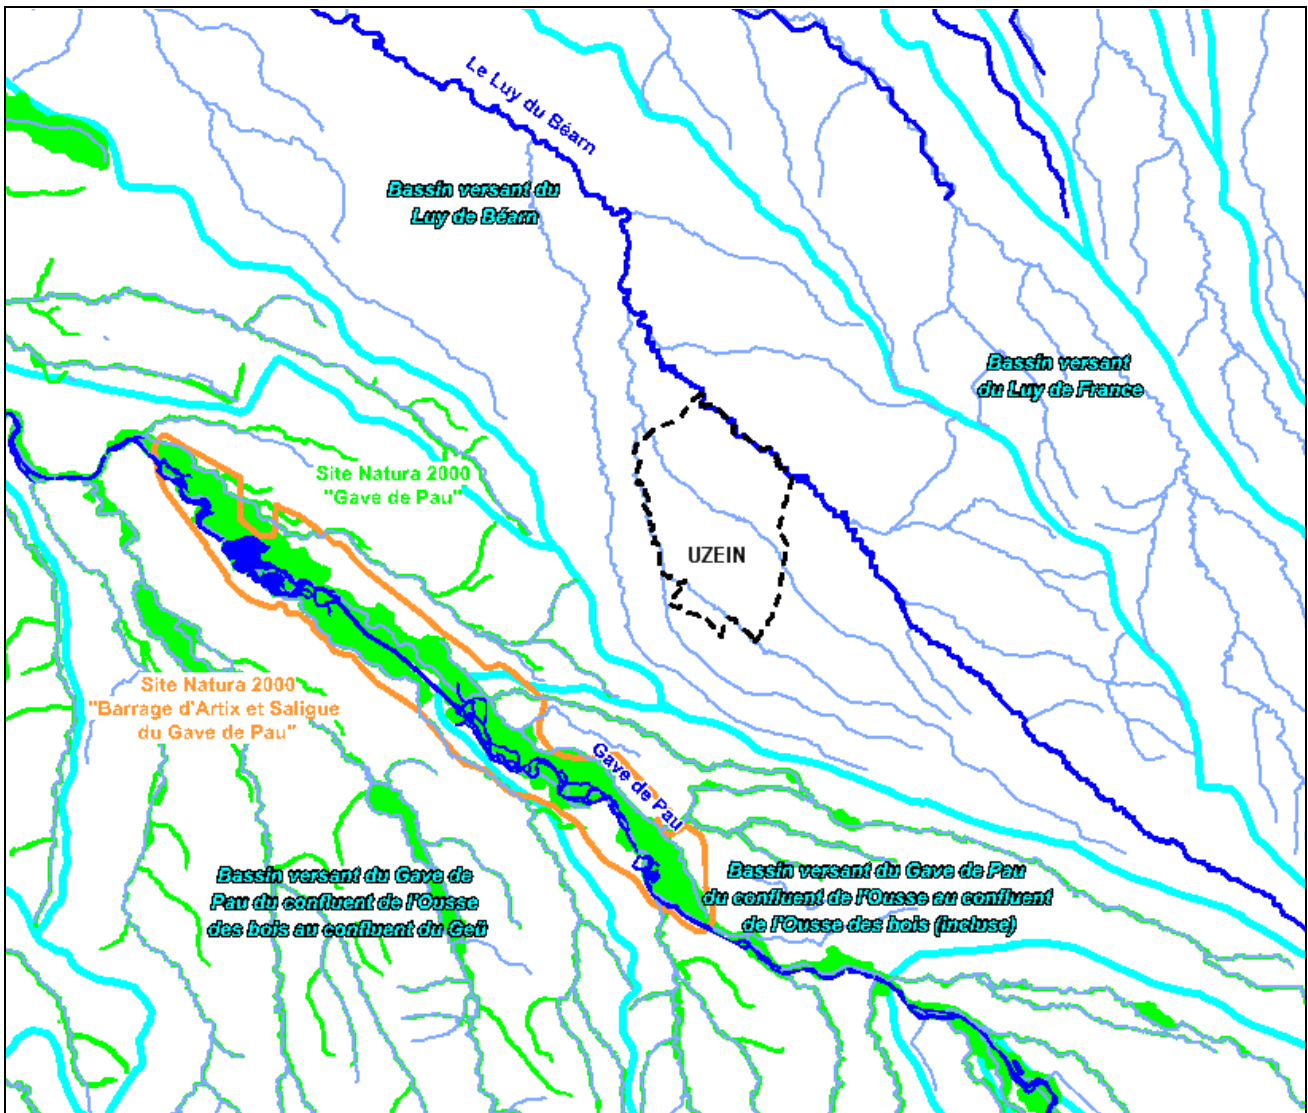 Le Luy du Béarn
Bassin versant du
Luy de Béarn
Bassin versant
du Luy de France
Site Natura 2000
"Gave de Pau"
UZEIN
Site Natura 2000
"Barrage d'Artix et Saligue
du Gave de Pau"
Gave de Pau
Bassin versant du Gave de
Pau du confluent de l'Ousse
des bois au confluent du Geü
Bassin versant du Gave de Pau
du confluent de l'Ousse au confluent
de l'Ousse des bois (incluse)